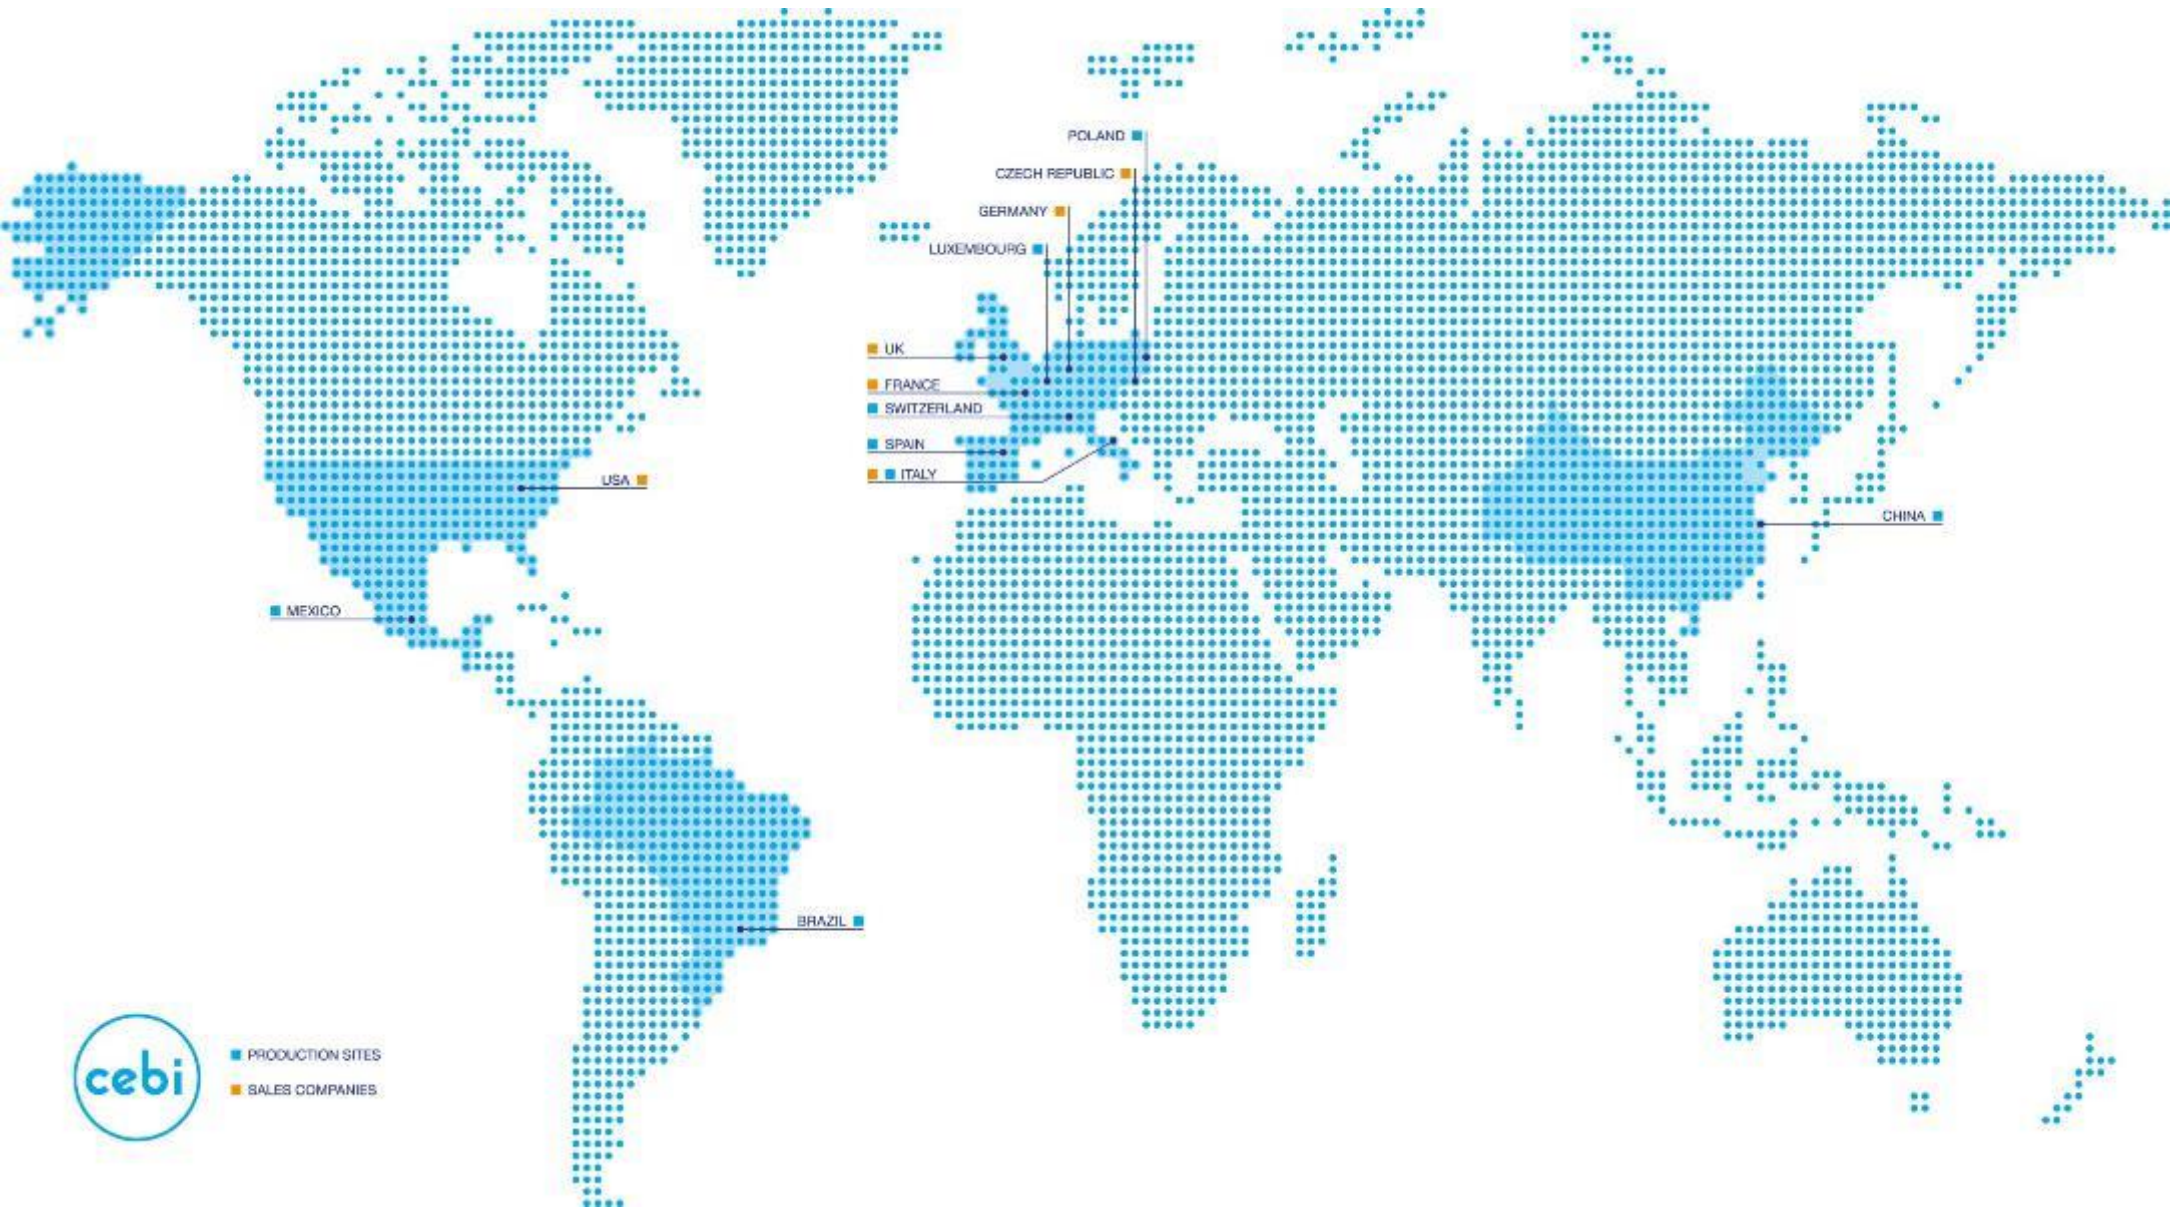 POLAND
CZECH REPUBLIC
GERMANY
LUXEMBOURG
UK
FRANCE
SWITZERLAND
SPAIN
ITALY
USA
CHINA
MEXICO
BRAZIL
cebi
PRODUCTION SITES
SALES COMPANIES